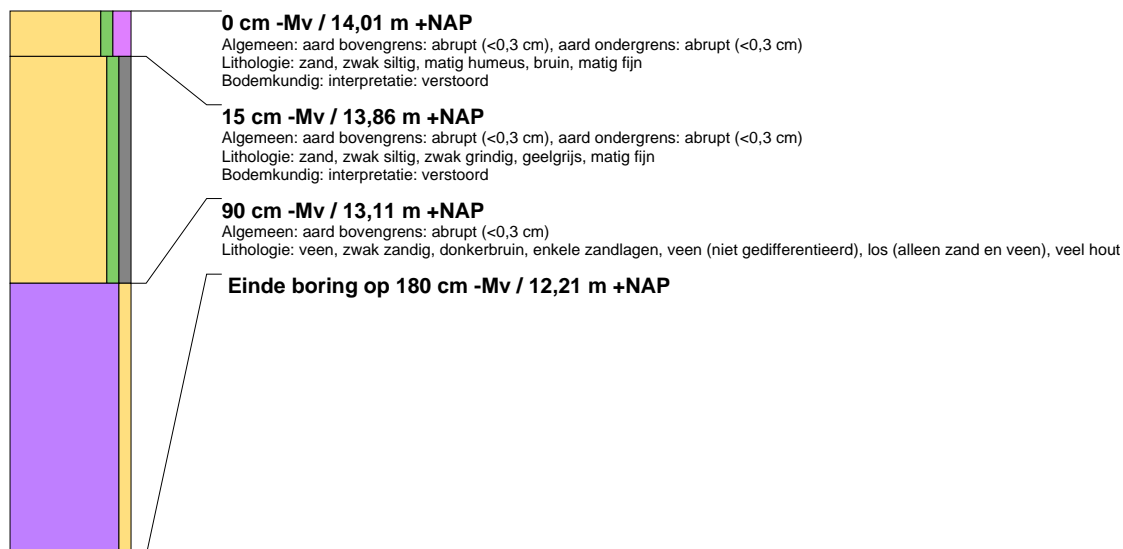 0 cm -Mv / 14,01 m +NAP
Algemeen: aard bovengrens: abrupt (<0,3 cm), aard ondergrens: abrupt (<0,3 cm)
Lithologie: zand, zwak siltig, matig humeus, bruin, matig fijn
Bodemkundig: interpretatie: verstoord
15 cm -Mv / 13,86 m +NAP
Algemeen: aard bovengrens: abrupt (<0,3 cm), aard ondergrens: abrupt (<0,3 cm)
Lithologie: zand, zwak siltig, zwak grindig, geelgrijs, matig fijn
Bodemkundig: interpretatie: verstoord
90 cm -Mv / 13,11 m +NAP
Algemeen: aard bovengrens: abrupt (<0,3 cm)
Lithologie: veen, zwak zandig, donkerbruin, enkele zandlagen, veen (niet gedifferentieerd), los (alleen zand en veen), veel hout
Einde boring op 180 cm -Mv / 12,21 m +NAP